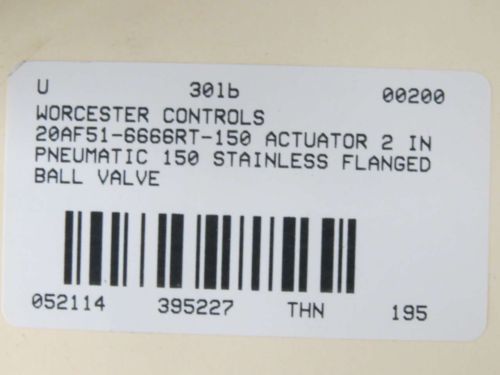 U 301b 00200
WORCESTER CONTROLS
20AF51-6666RT-150 ACTUATOR 2 IN
PNEUMATIC 150 STAINLESS FLANGED
BALL VALVE
052114 395227 THN 195